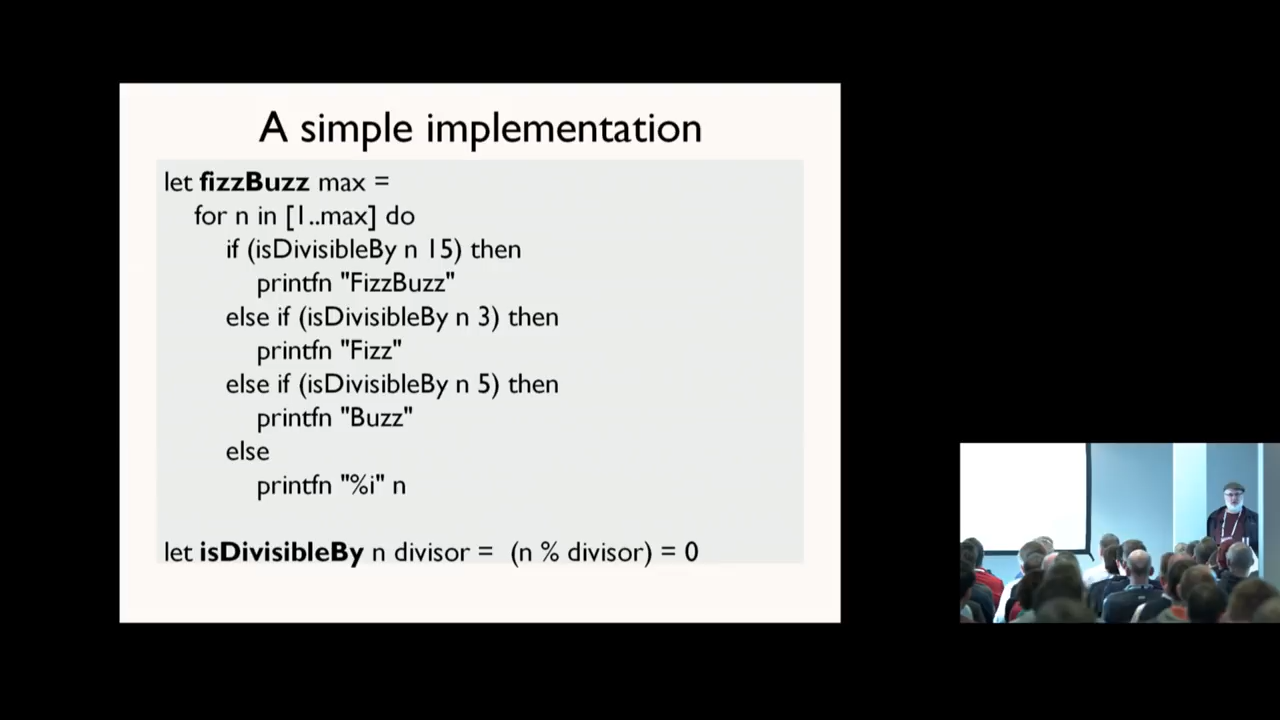 A simple implementation
let fizzBuzz max =
for n in [1..max] do
if (isDivisibleBy n 15) then
printfn "FizzBuzz"
else if (isDivisibleBy n 3) then
printfn "Fizz"
else if (isDivisibleBy n 5) then
printfn "Buzz"
else
printfn "%i" n
let isDivisibleBy n divisor = (n % divisor) = 0